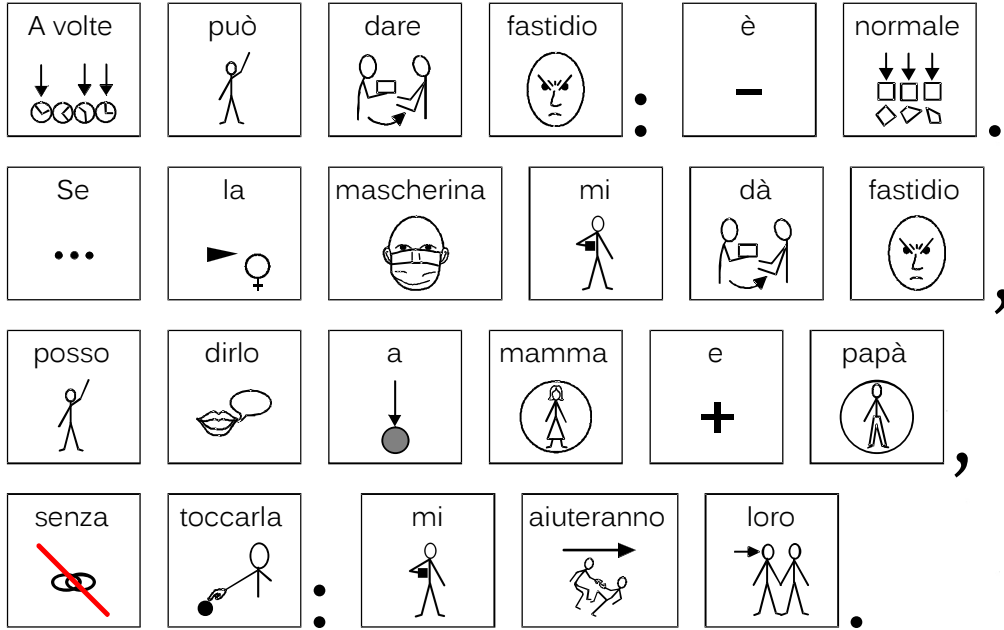 A volte può dare fastidio: è normale.
Se la mascherina mi dà fastidio,
posso dirlo a mamma e papà,
senza toccarla: mi aiuteranno loro.